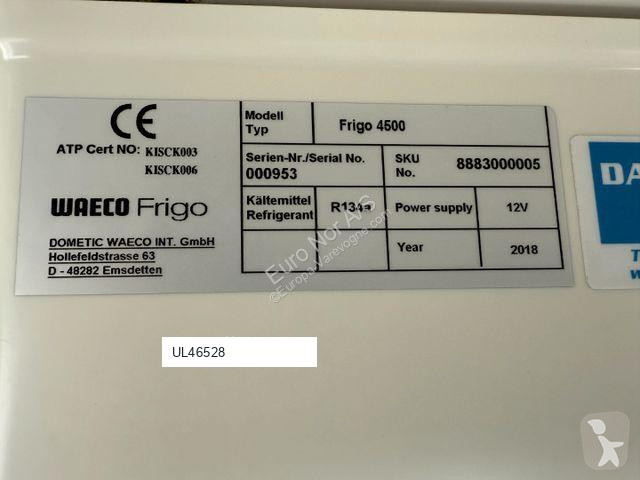 CE
ATP Cert NO: KISCK003
KISCK006
WAECO Frigo
DOMETIC WAECO INT. GmbH
Hollefeldstrasse 63
D - 48282 Emsdetten
Modell
Typ
Frigo 4500
Serien-Nr./Serial No.
000953
SKU
No.
8883000005
Kältemittel
Refrigerant
R134a
Power supply
12V
Year
2018
Euro Nor A/S
UL46528
DA